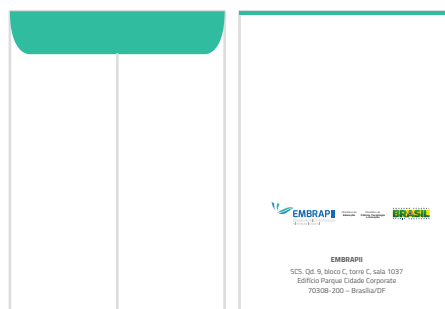 EMBRAPII
BRASIL
EMBRAPII
SCS. Qd. 9, bloco C, torre C, sala 1037
Edifício Parque Cidade Corporate
70308-200 – Brasília/DF